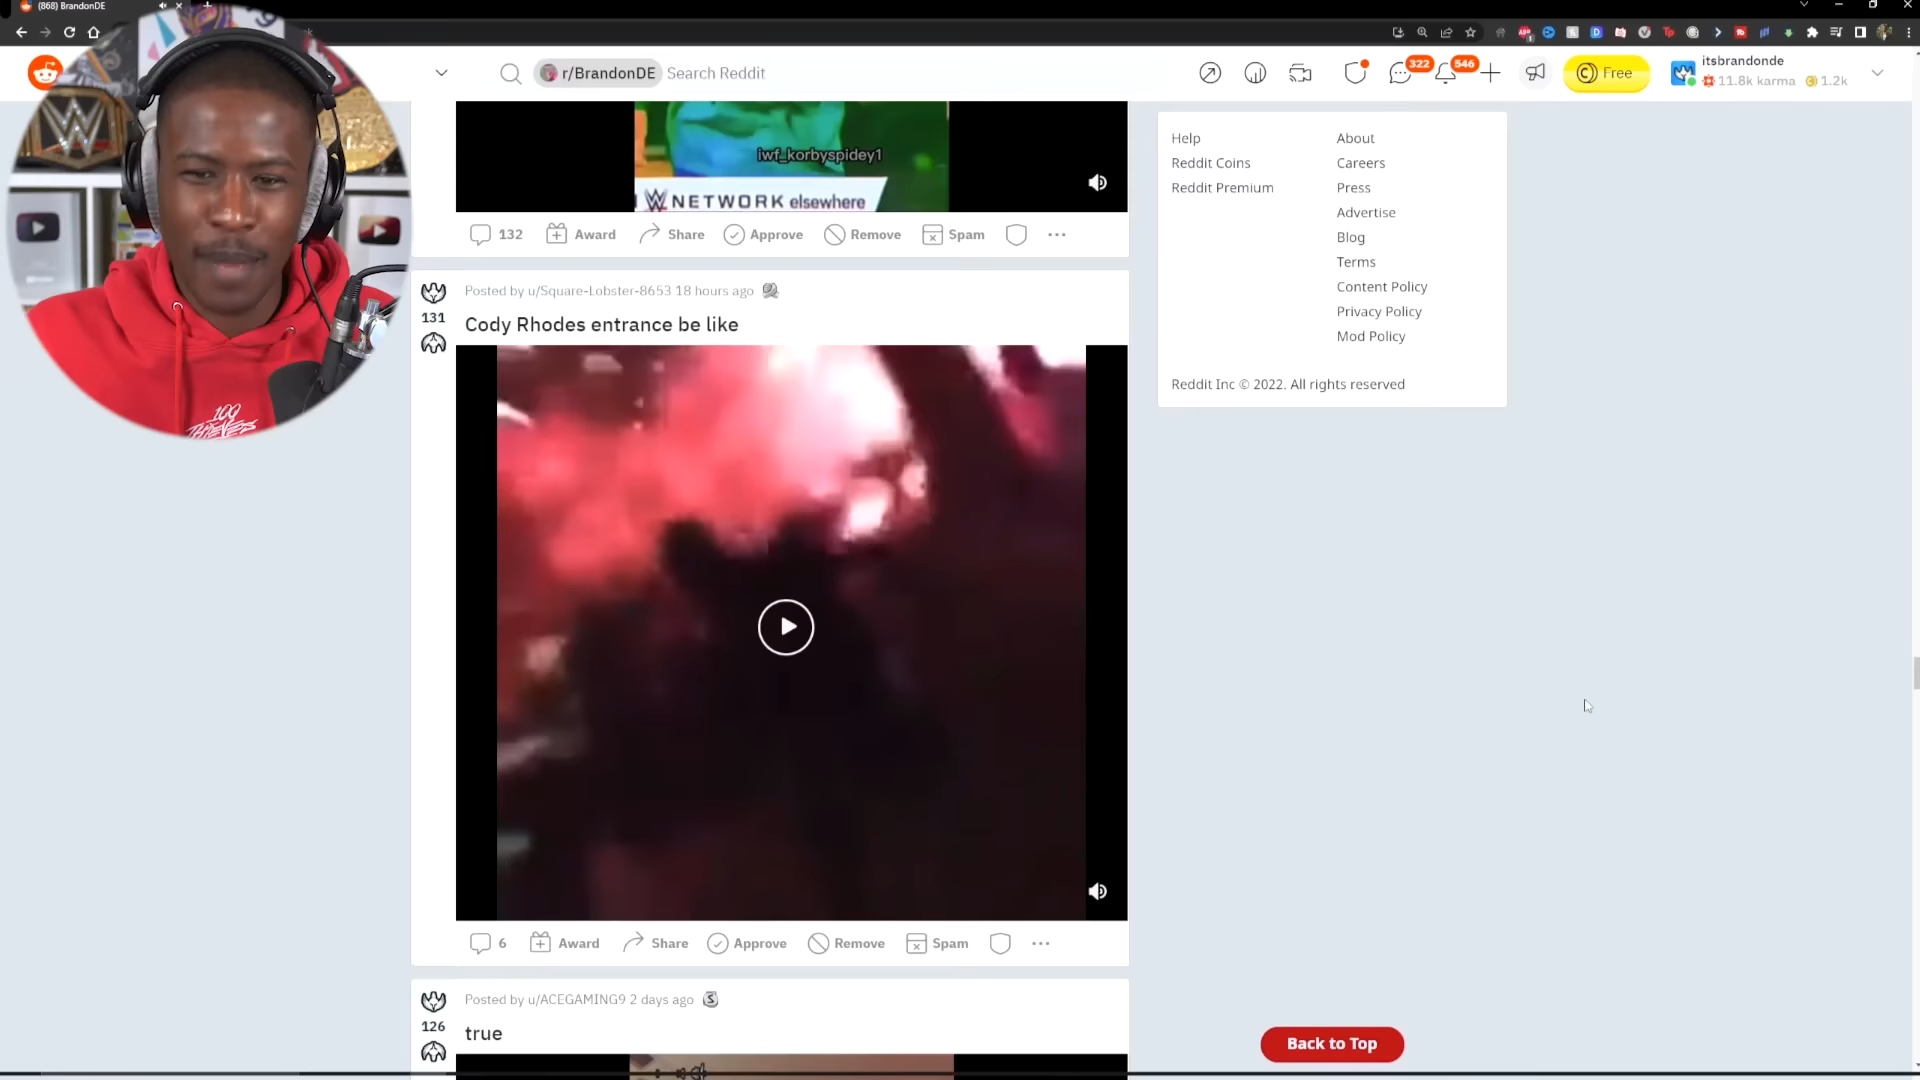 (868) BrandonDE
r/BrandonDE Search Reddit
322
546
Free
itsbrandonde
11.8k karma 1.2k
iwf_korbyspidey1
W NETWORK elsewhere
132 Award Share Approve Remove Spam
Help
Reddit Coins
Reddit Premium
About
Careers
Press
Advertise
Blog
Terms
Content Policy
Privacy Policy
Mod Policy
Reddit Inc © 2022. All rights reserved
131
Posted by u/Square-Lobster-8653 18 hours ago
Cody Rhodes entrance be like
6 Award Share Approve Remove Spam
126
Posted by u/ACEGAMING9 2 days ago
true
Back to Top
100
THIEVES